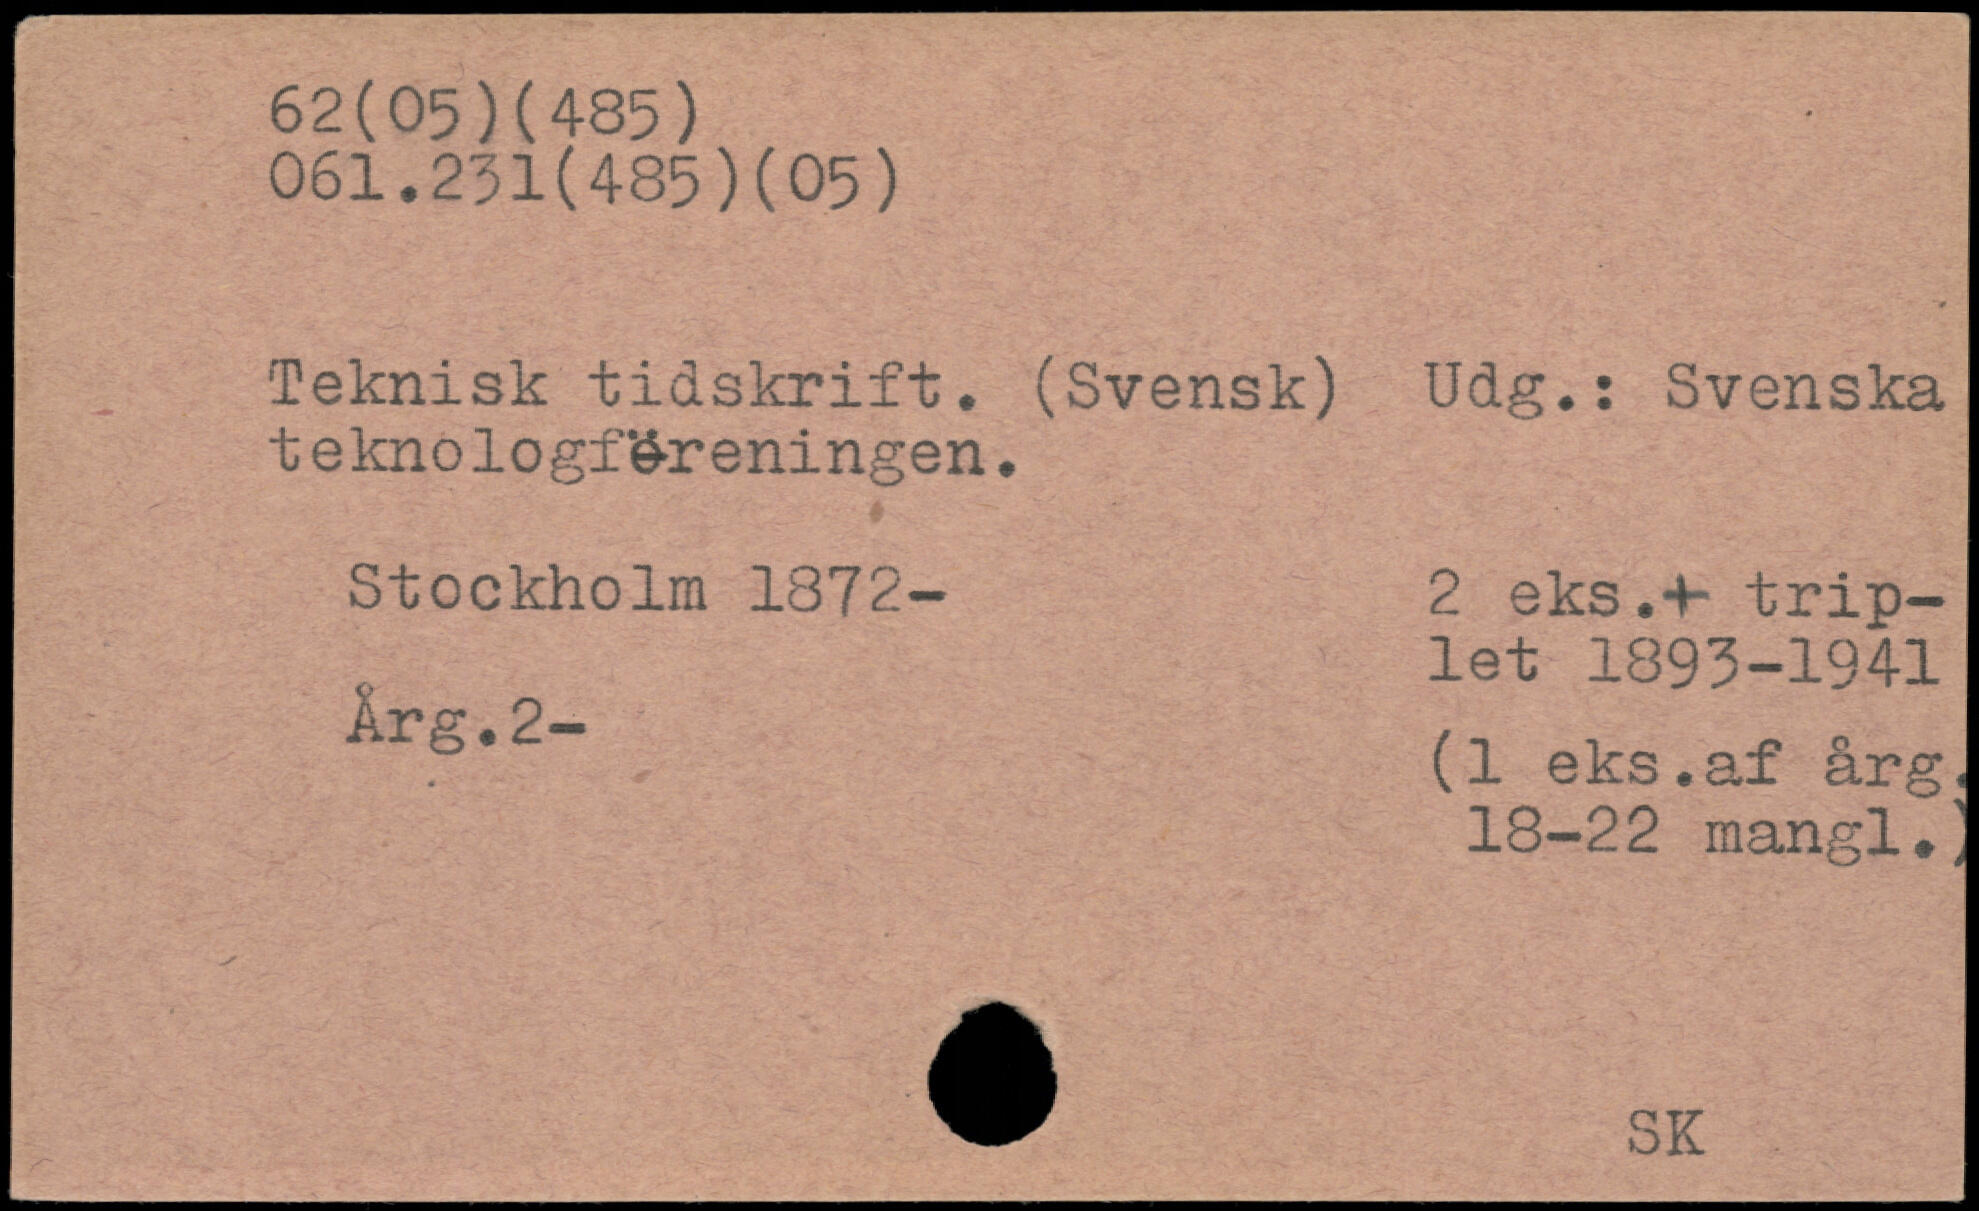 62(05)(485)
061.231(485)(05)
Teknisk tidskrift. (Svensk) Udg.: Svenska
teknologföreningen.
Stockholm 1872-
2 eks.+ trip-
let 1893-1941
Årg.2-
(1 eks.af årg.
18-22 mangl.)
SK